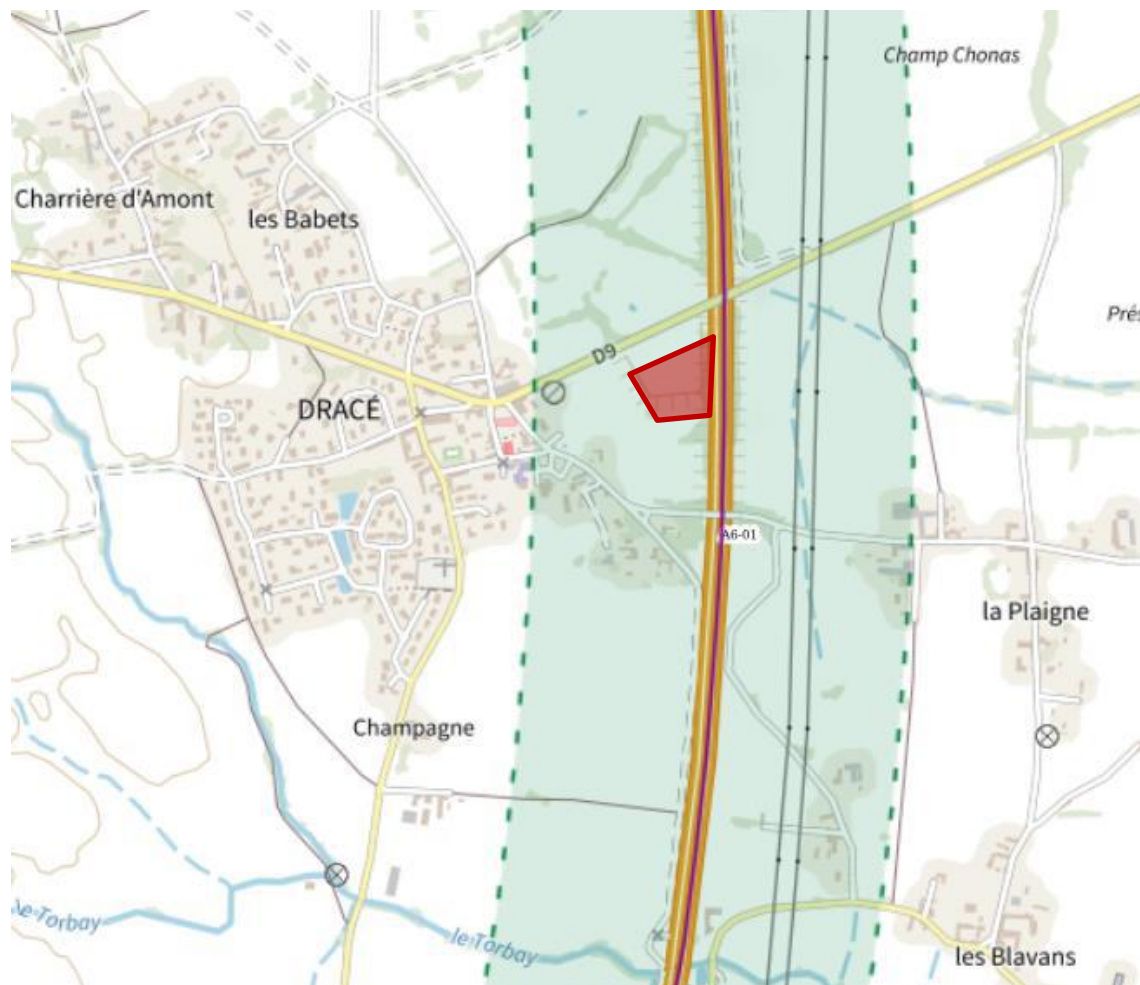 Champ Chonas
Charrière d'Amont
les Babets
Prés
D9
DRACÉ
A6-01
la Plaigne
Champagne
le Torbay
le Torbay
les Blavans